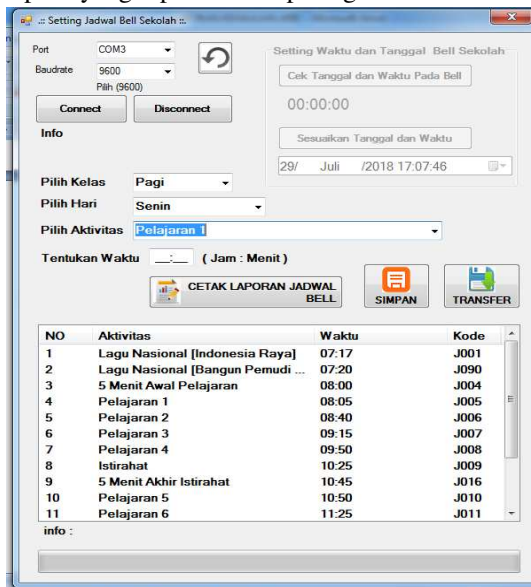 .:: Setting Jadwal Bell Sekolah ::.
Port COM3
Baudrate 9600
Pilih (9600)
Connect Disconnect
Info
Setting Waktu dan Tanggal Bell Sekolah
Cek Tanggal dan Waktu Pada Bell
00:00:00
Sesuaikan Tanggal dan Waktu
29/ Juli /2018 17:07:46
Pilih Kelas Pagi
Pilih Hari Senin
Pilih Aktivitas Pelajaran 1
Tentukan Waktu __:__ ( Jam : Menit )
CETAK LAPORAN JADWAL
BELL
SIMPAN
TRANSFER
NO Aktivitas Waktu Kode
1 Lagu Nasional [Indonesia Raya] 07:17 J001
2 Lagu Nasional [Bangun Pemudi ... 07:20 J090
3 5 Menit Awal Pelajaran 08:00 J004
4 Pelajaran 1 08:05 J005
5 Pelajaran 2 08:40 J006
6 Pelajaran 3 09:15 J007
7 Pelajaran 4 09:50 J008
8 Istirahat 10:25 J009
9 5 Menit Akhir Istirahat 10:45 J016
10 Pelajaran 5 10:50 J010
11 Pelajaran 6 11:25 J011
info :